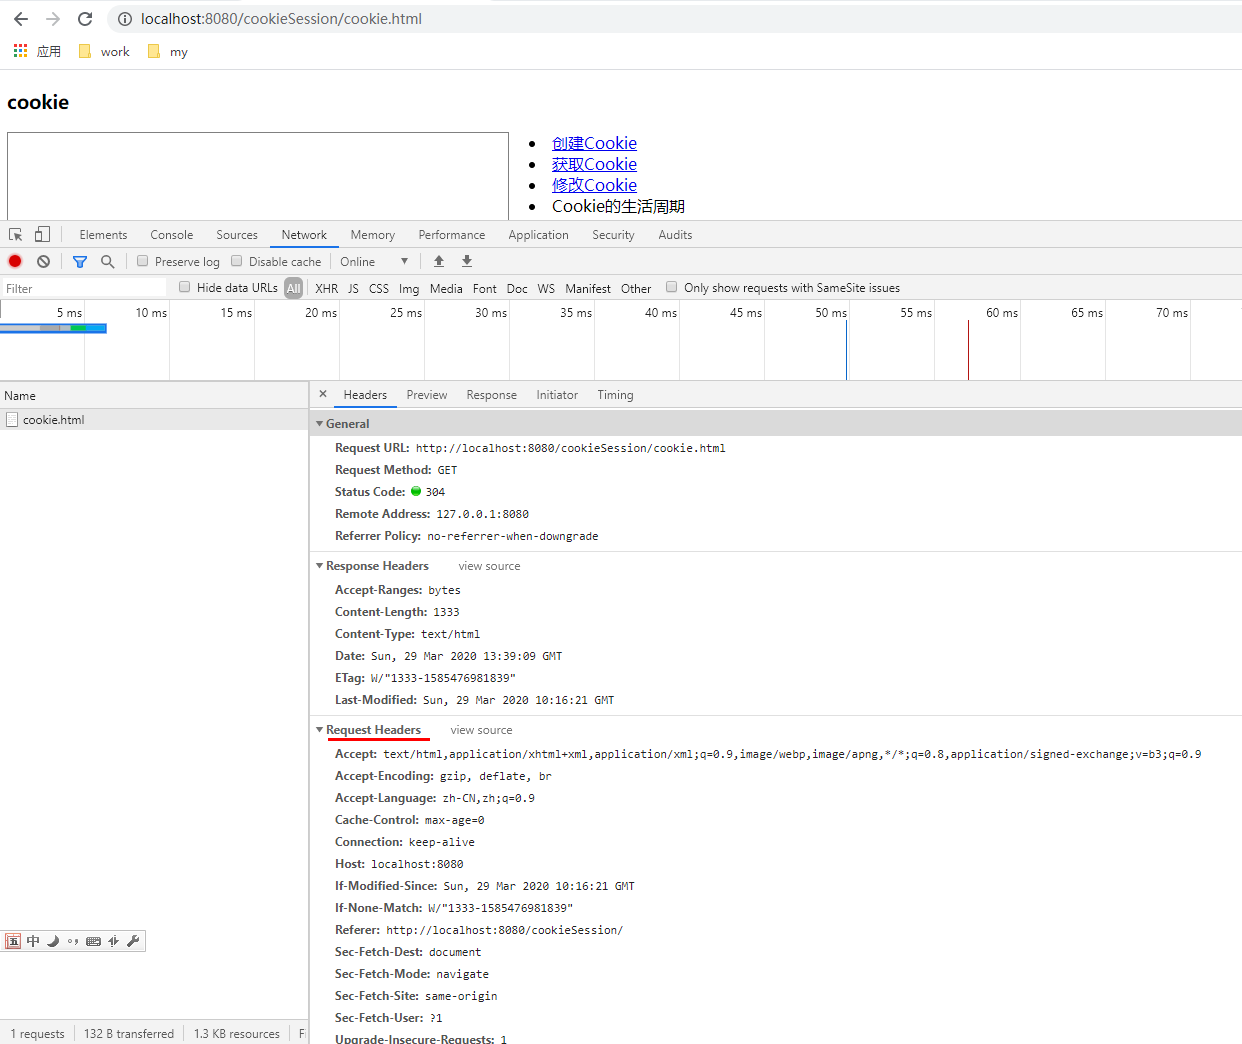 localhost:8080/cookieSession/cookie.html
应用 work my
cookie
创建Cookie
获取Cookie
修改Cookie
Cookie的生活周期
Elements Console Sources Network Memory Performance Application Security Audits
Preserve log Disable cache Online
Filter Hide data URLs All XHR JS CSS Img Media Font Doc WS Manifest Other Only show requests with SameSite issues
5 ms 10 ms 15 ms 20 ms 25 ms 30 ms 35 ms 40 ms 45 ms 50 ms 55 ms 60 ms 65 ms 70 ms
Name
cookie.html
× Headers Preview Response Initiator Timing
General
Request URL: http://localhost:8080/cookieSession/cookie.html
Request Method: GET
Status Code: 304
Remote Address: 127.0.0.1:8080
Referrer Policy: no-referrer-when-downgrade
Response Headers view source
Accept-Ranges: bytes
Content-Length: 1333
Content-Type: text/html
Date: Sun, 29 Mar 2020 13:39:09 GMT
ETag: W/"1333-1585476981839"
Last-Modified: Sun, 29 Mar 2020 10:16:21 GMT
Request Headers view source
Accept: text/html,application/xhtml+xml,application/xml;q=0.9,image/webp,image/apng,*/*;q=0.8,application/signed-exchange;v=b3;q=0.9
Accept-Encoding: gzip, deflate, br
Accept-Language: zh-CN,zh;q=0.9
Cache-Control: max-age=0
Connection: keep-alive
Host: localhost:8080
If-Modified-Since: Sun, 29 Mar 2020 10:16:21 GMT
If-None-Match: W/"1333-1585476981839"
Referer: http://localhost:8080/cookieSession/
Sec-Fetch-Dest: document
Sec-Fetch-Mode: navigate
Sec-Fetch-Site: same-origin
Sec-Fetch-User: ?1
Upgrade-Insecure-Requests: 1
五 中
1 requests 132 B transferred 1.3 KB resources